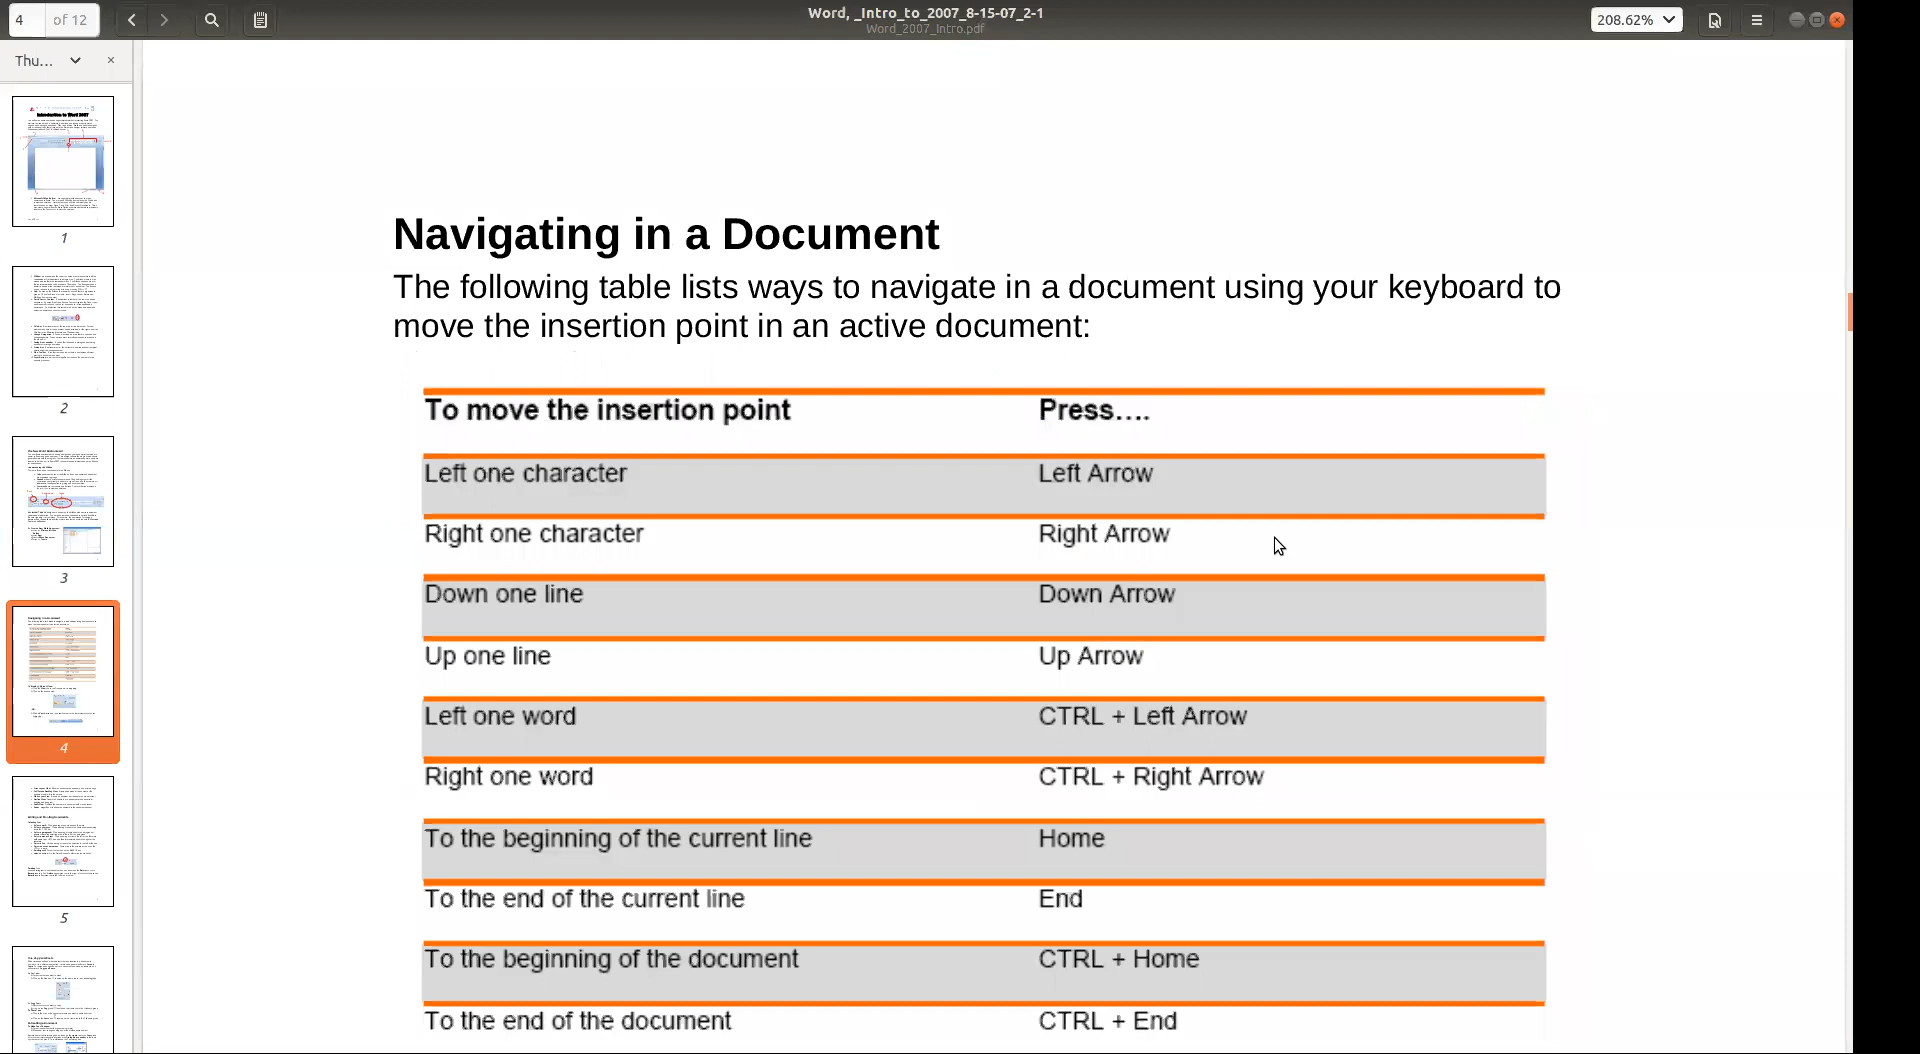 4 of 12
Word, _Intro_to_2007_8-15-07_2-1
Word_2007_Intro.pdf
208.62%
Thu...
Introduction to Word 2007
1
2
3
4
5
Navigating in a Document
The following table lists ways to navigate in a document using your keyboard to
move the insertion point in an active document:
To move the insertion point Press....
Left one character Left Arrow
Right one character Right Arrow
Down one line Down Arrow
Up one line Up Arrow
Left one word CTRL + Left Arrow
Right one word CTRL + Right Arrow
To the beginning of the current line Home
To the end of the current line End
To the beginning of the document CTRL + Home
To the end of the document CTRL + End